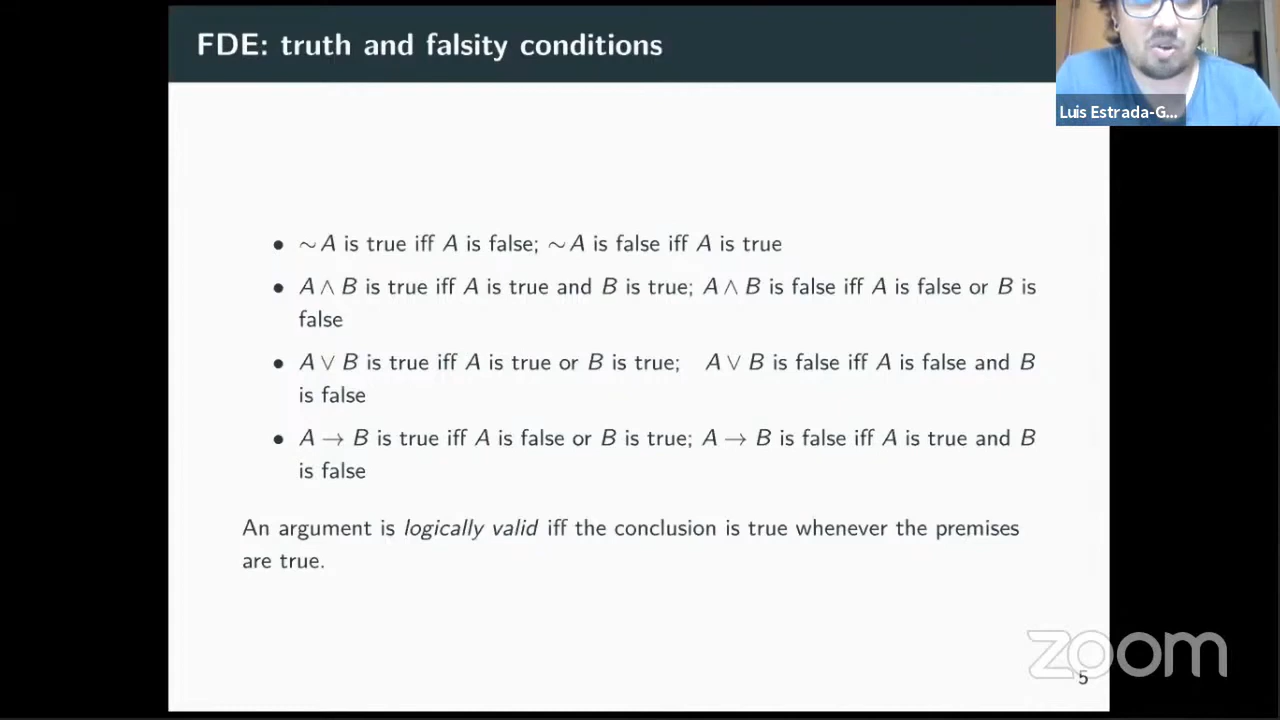 FDE: truth and falsity conditions
Luis Estrada-G...
• ∼A is true iff A is false; ∼A is false iff A is true
• A ∧ B is true iff A is true and B is true; A ∧ B is false iff A is false or B is
false
• A ∨ B is true iff A is true or B is true; A ∨ B is false iff A is false and B
is false
• A → B is true iff A is false or B is true; A → B is false iff A is true and B
is false
An argument is logically valid iff the conclusion is true whenever the premises
are true.
zoom
5